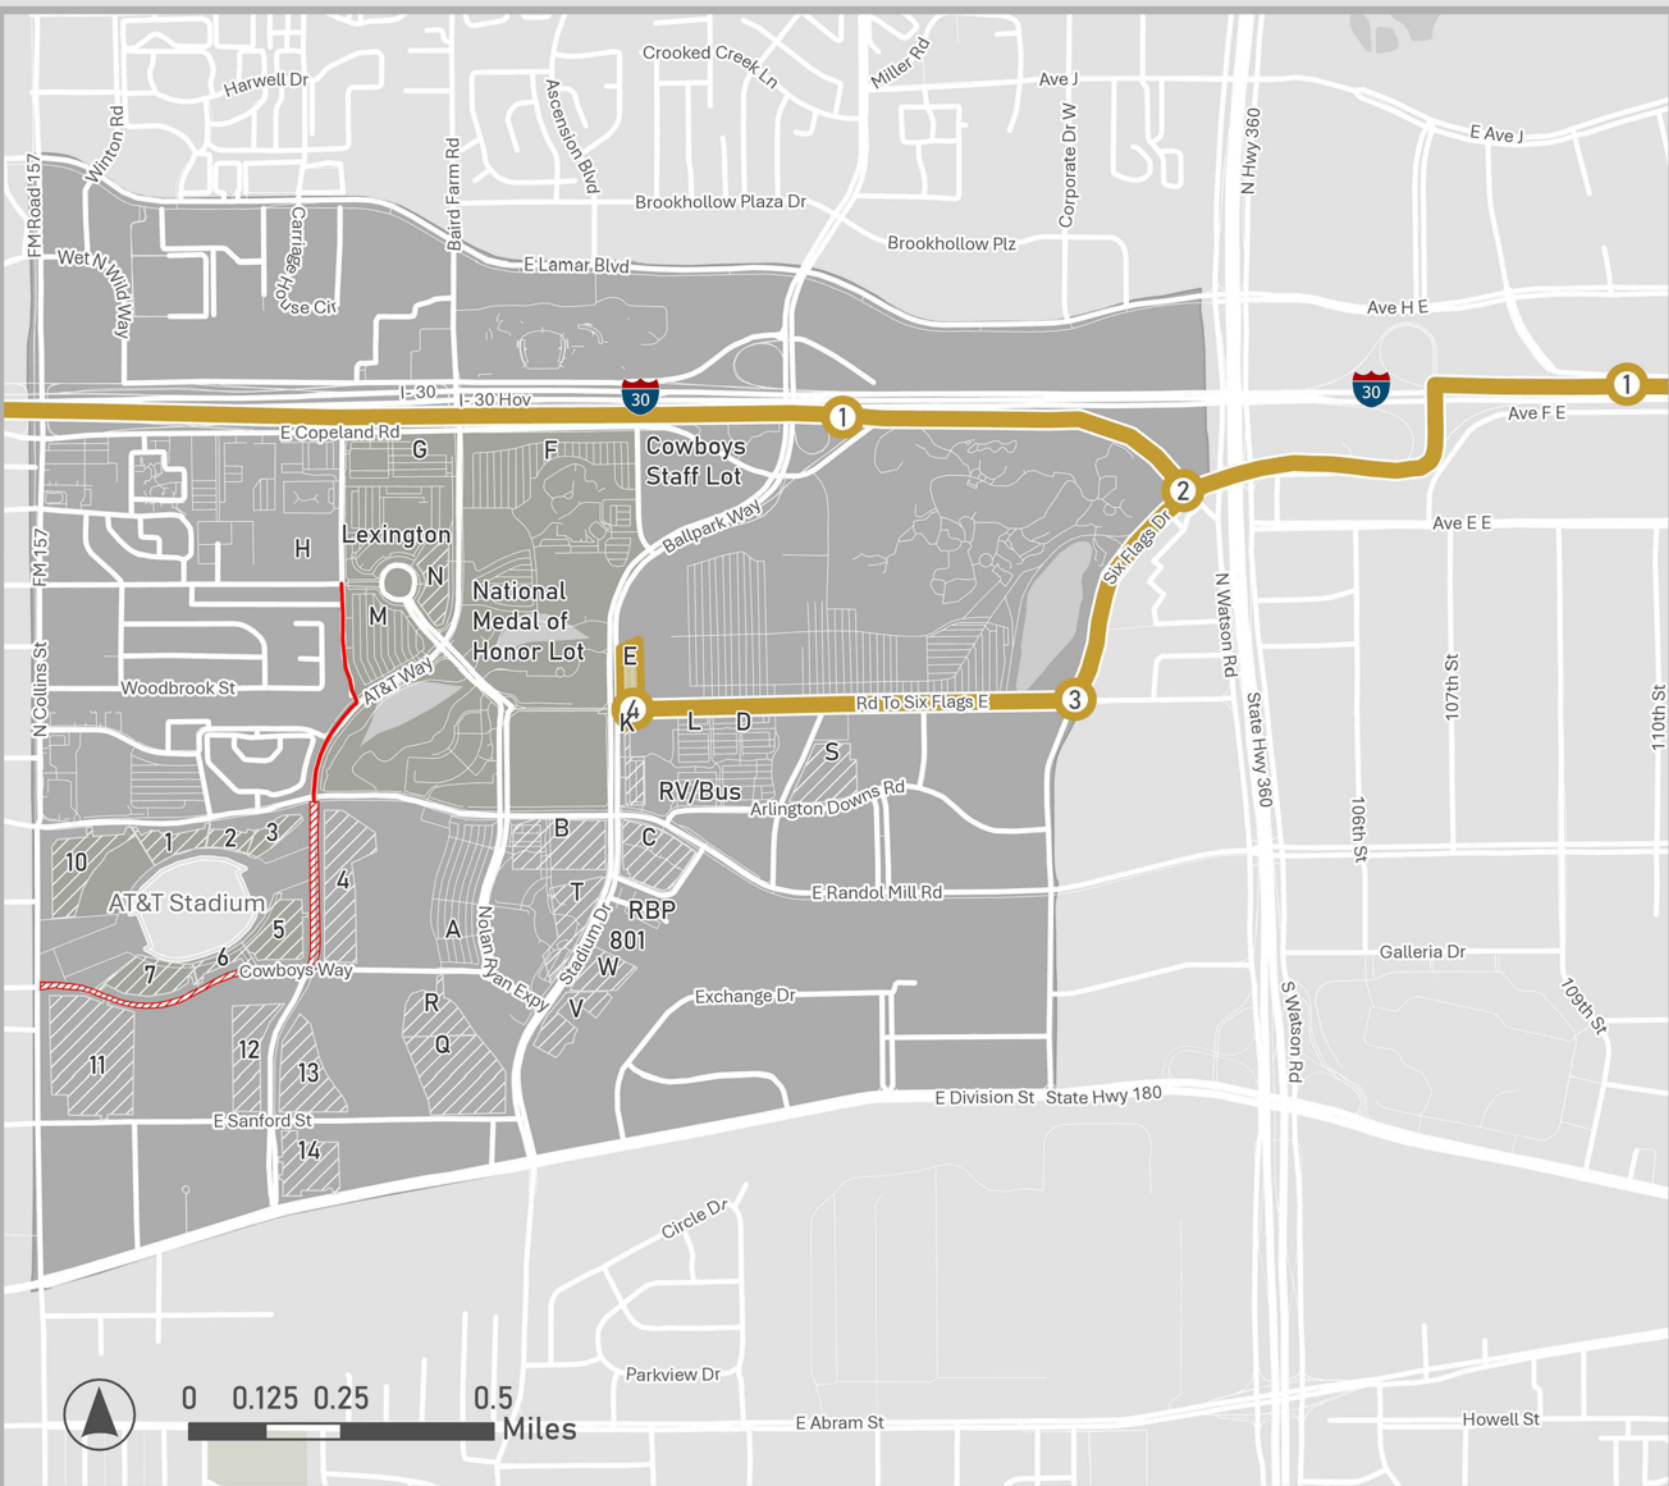 Crooked Creek Ln
Miller Rd
Ave J
Harwell Dr
Ascension Blvd
Winton Rd
Corporate Dr W
N Hwy 360
E Ave J
FM Road 157
Baird Farm Rd
Brookhollow Plaza Dr
Carriage House Cir
Brookhollow Plz
Wet N Wild Way
E Lamar Blvd
Ave H E
I-30
I-30 Hov
30
30
1
1
Ave F E
E Copeland Rd
G
F
Cowboys
Staff Lot
2
Ballpark Way
Ave E E
FM 157
H
Lexington
Six Flags Dr
N
M
National
Medal of
Honor Lot
N Watson Rd
E
N Collins St
Woodbrook St
AT&T Way
107th St
110th St
4
K
L
D
Rd To Six Flags E
3
State Hwy 360
S
RV/Bus
Arlington Downs Rd
106th St
10
1
2
3
B
C
4
AT&T Stadium
T
E Randol Mill Rd
RBP
5
A
801
6
7
Cowboys Way
Nolan Ryan Expy
Stadium Dr
W
Galleria Dr
R
V
Exchange Dr
109th St
S Watson Rd
11
12
13
Q
E Division St State Hwy 180
E Sanford St
14
Circle Dr
Parkview Dr
0 0.125 0.25 0.5
Miles
E Abram St
Howell St